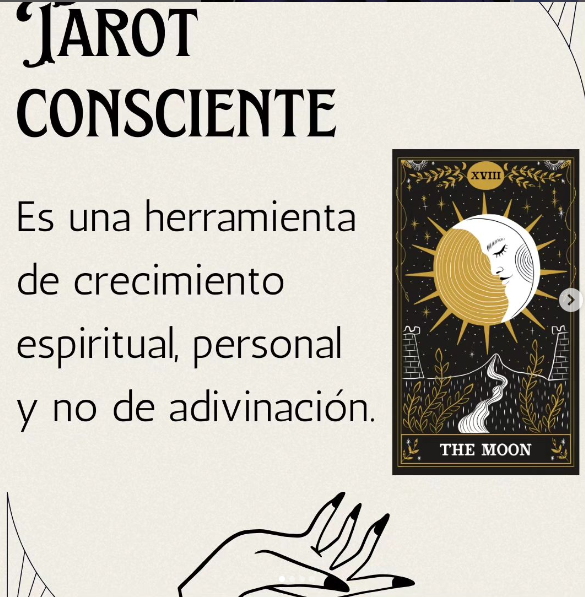 TAROT
CONSCIENTE
Es una herramienta
de crecimiento
espiritual, personal
y no de adivinación.
XVIII
THE MOON